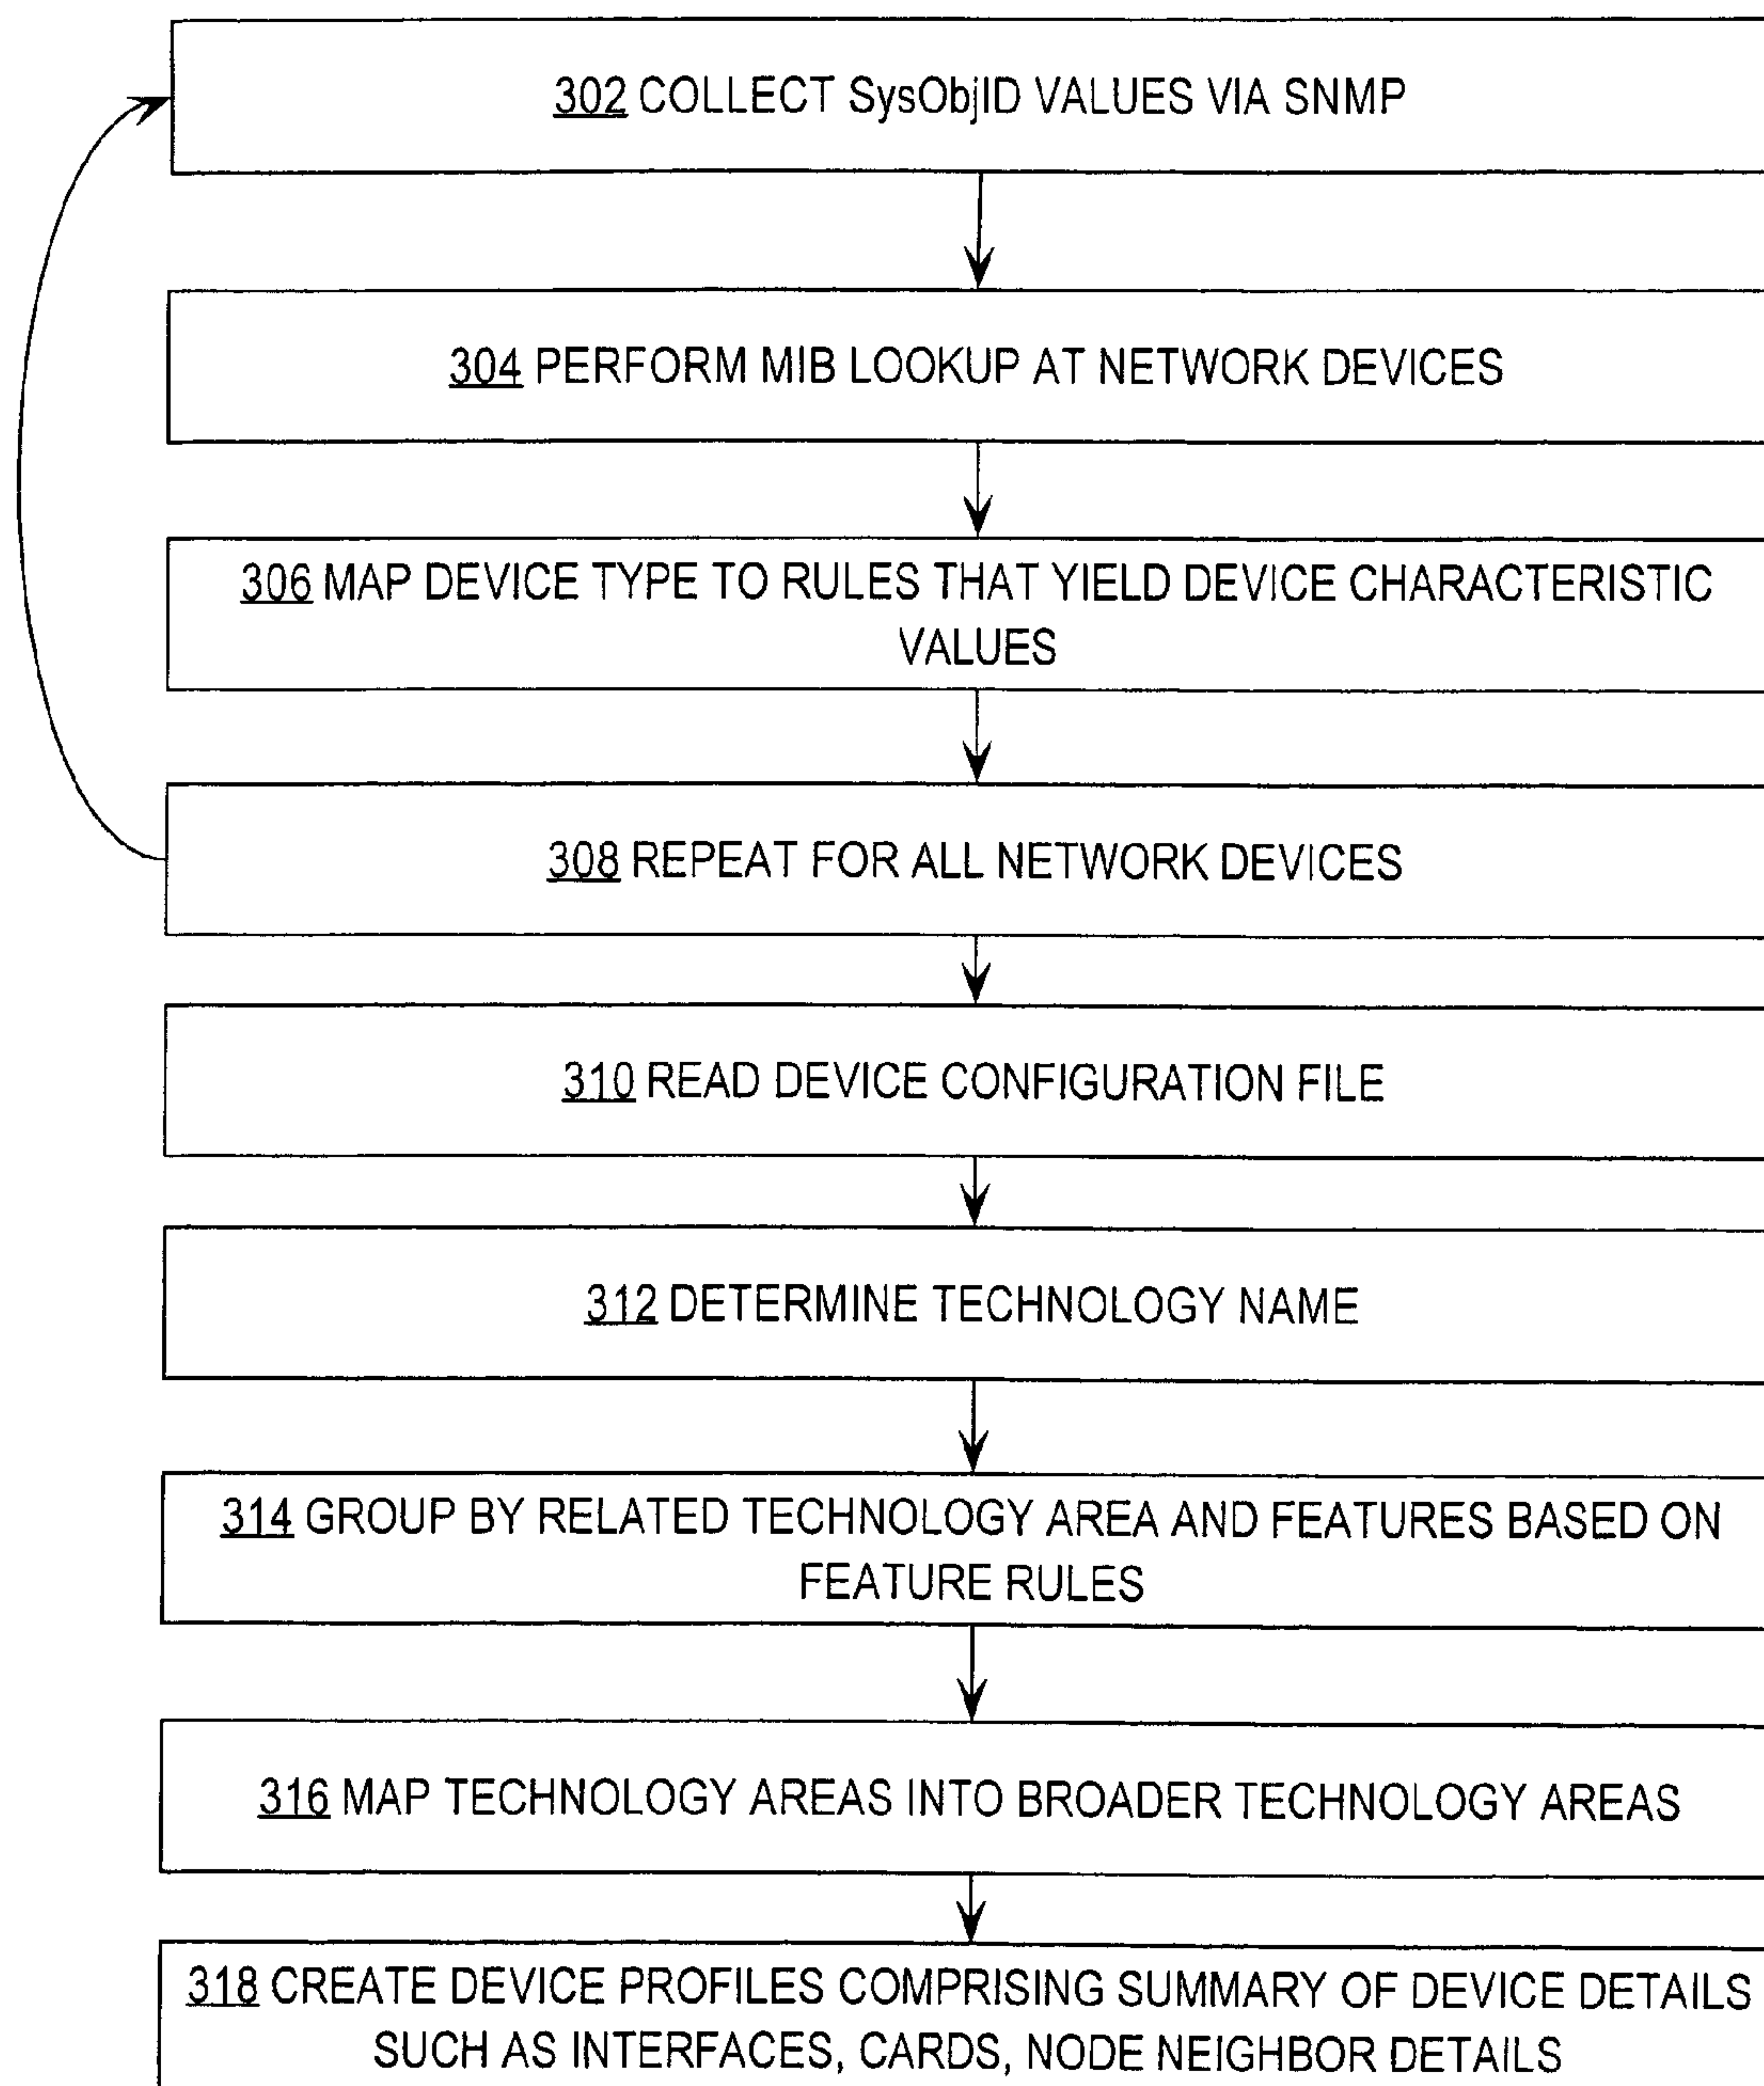 302 COLLECT SysObjID VALUES VIA SNMP
304 PERFORM MIB LOOKUP AT NETWORK DEVICES
306 MAP DEVICE TYPE TO RULES THAT YIELD DEVICE CHARACTERISTIC
VALUES
308 REPEAT FOR ALL NETWORK DEVICES
310 READ DEVICE CONFIGURATION FILE
312 DETERMINE TECHNOLOGY NAME
314 GROUP BY RELATED TECHNOLOGY AREA AND FEATURES BASED ON
FEATURE RULES
316 MAP TECHNOLOGY AREAS INTO BROADER TECHNOLOGY AREAS
318 CREATE DEVICE PROFILES COMPRISING SUMMARY OF DEVICE DETAILS
SUCH AS INTERFACES, CARDS, NODE NEIGHBOR DETAILS